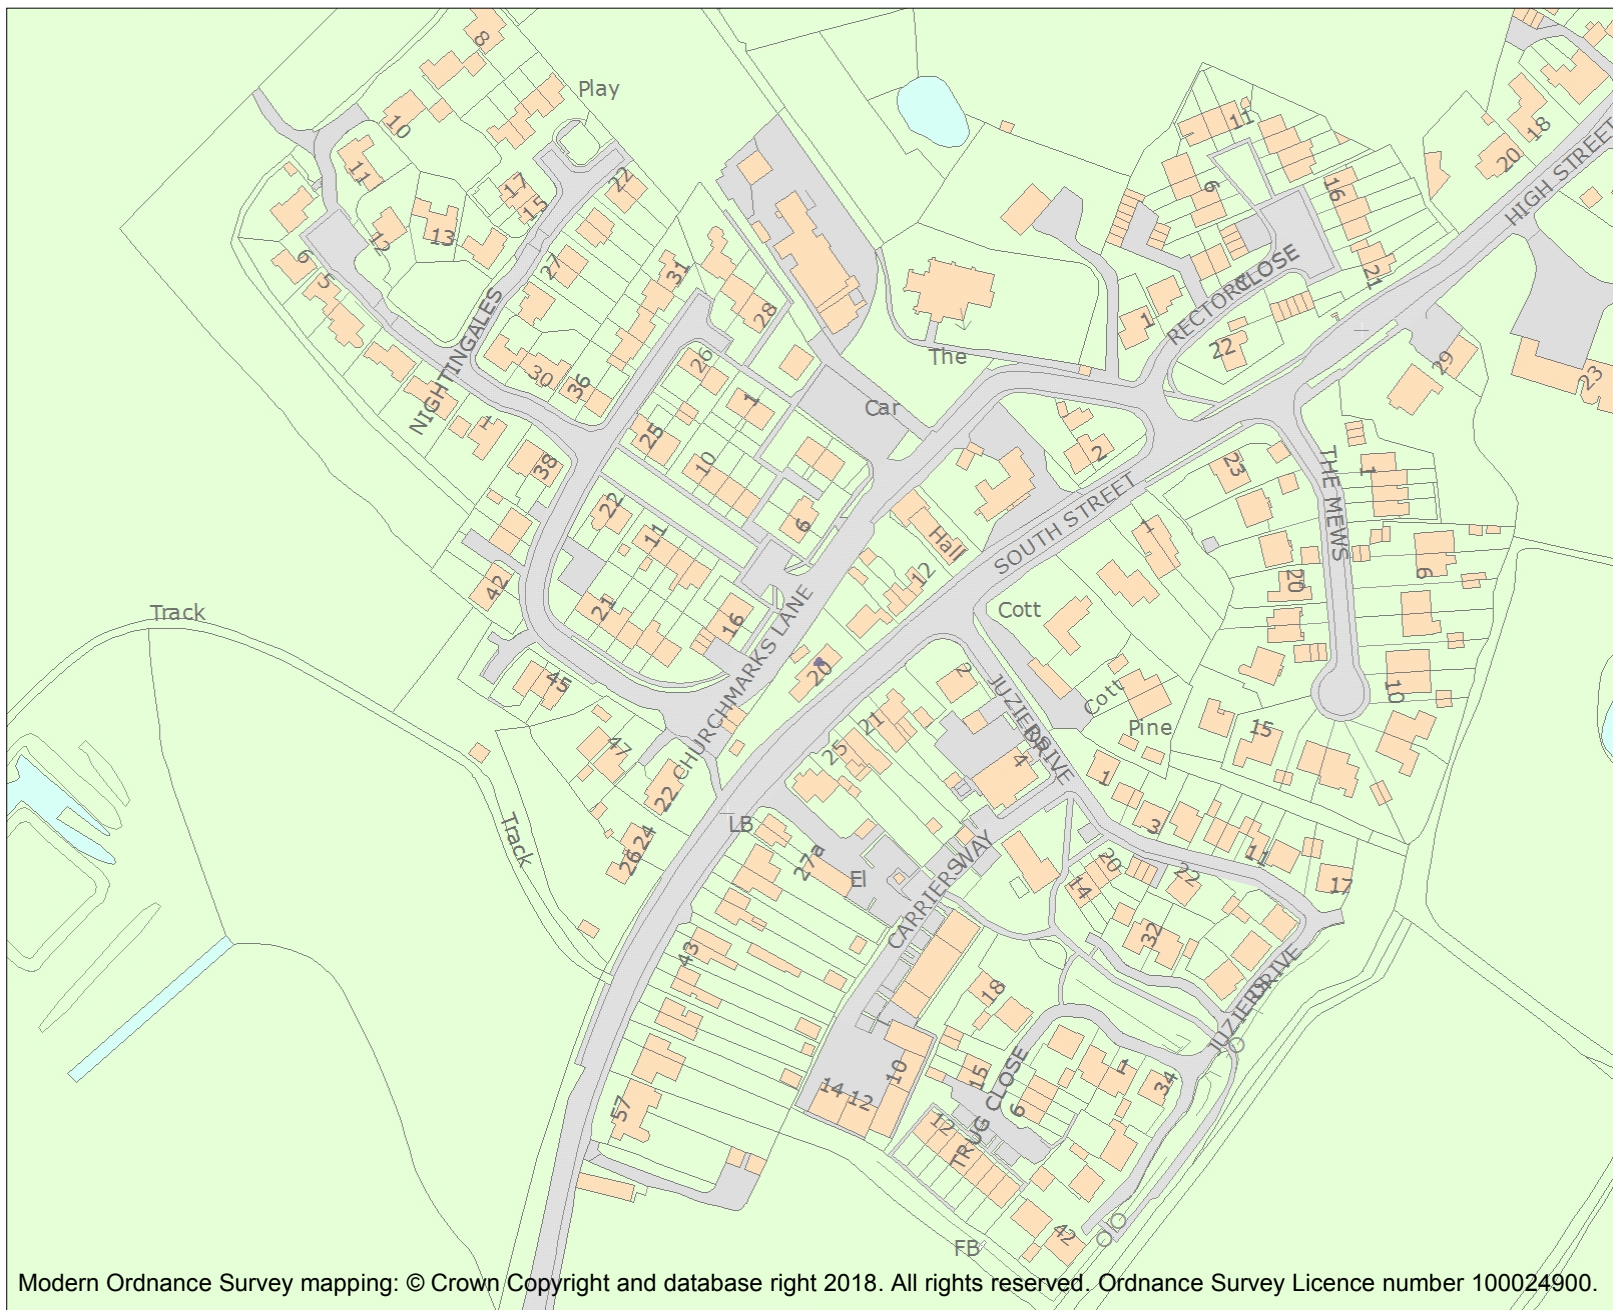 8
Play
10
11
17
15
22
12
13
6
5
27
31
28
NIGHTINGALES
30
36
26
1
1
38
25
10
6
22
11
42
21
16
45
47
The
Car
Hall
12
20
CHURCHMARKS LANE
22
24
26
SOUTH STREET
2
11
6
16
21
1
RECTORY
CLOSE
22
18
20
HIGH STREET
29
23
THE MEWS
1
23
20
6
10
15
1
Cott
Cott
Pine
Track
Track
2
JUZIERS
DRIVE
4
21
25
LB
27a
El
CARRIERS
WAY
43
57
1
3
11
17
20
14
22
32
JUZIERS
DRIVE
18
15
TRUG CLOSE
1
34
6
10
14
12
12
42
FB
Modern Ordnance Survey mapping: © Crown Copyright and database right 2018. All rights reserved. Ordnance Survey Licence number 100024900.